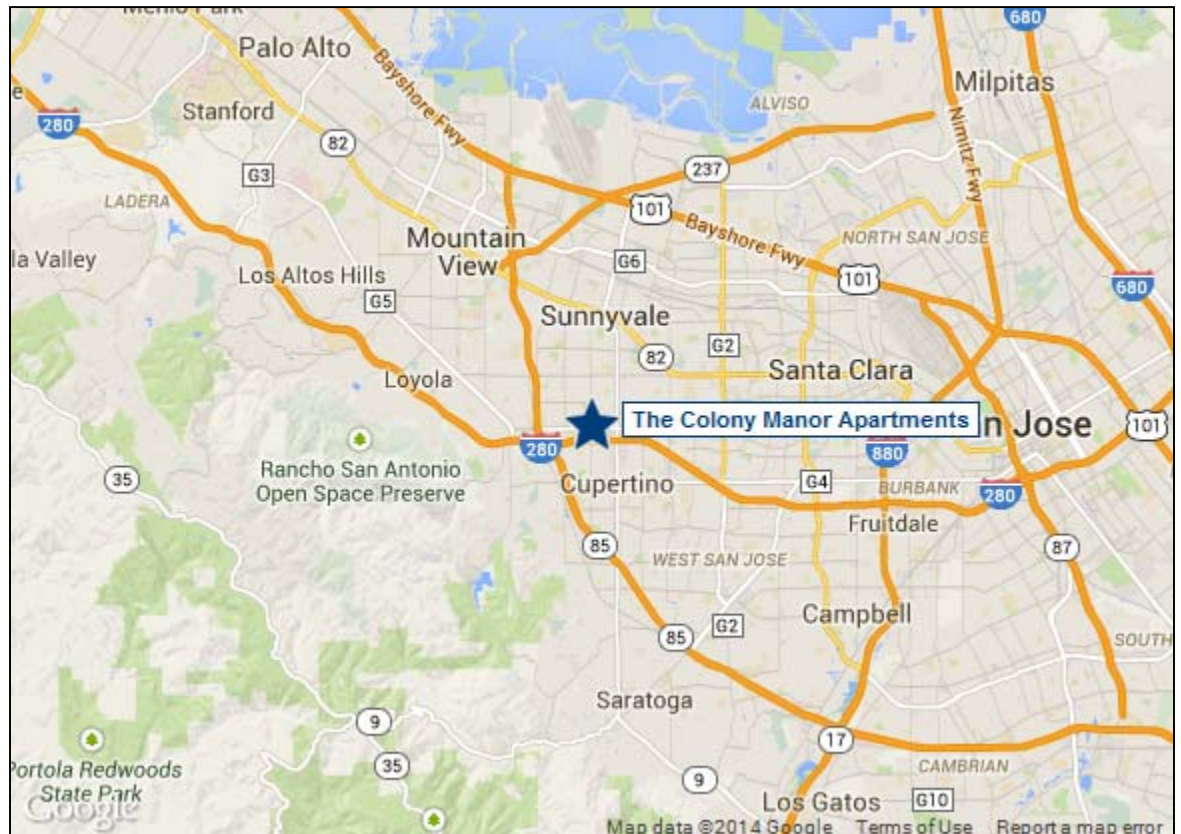 Menlo Park
680
Palo Alto
Bayshore Fwy
Milpitas
ALVISO
Stanford
280
82
237
Nimitz Fwy
G3
LADERA
101
Bayshore Fwy
Mountain
View
NORTH SAN JOSE
la Valley
G6
Los Altos Hills
101
680
G5
Sunnyvale
G2
82
Santa Clara
Loyola
The Colony Manor Apartments
n Jose
101
280
880
Rancho San Antonio
Open Space Preserve
35
Cupertino
G4
BURBANK
280
Fruitdale
85
WEST SAN JOSE
87
Campbell
G2
85
SOUTH
Saratoga
9
17
35
CAMBRIAN
9
Portola Redwoods
State Park
Los Gatos
G10
Google
Map data ©2014 Google
Terms of Use
Report a map error